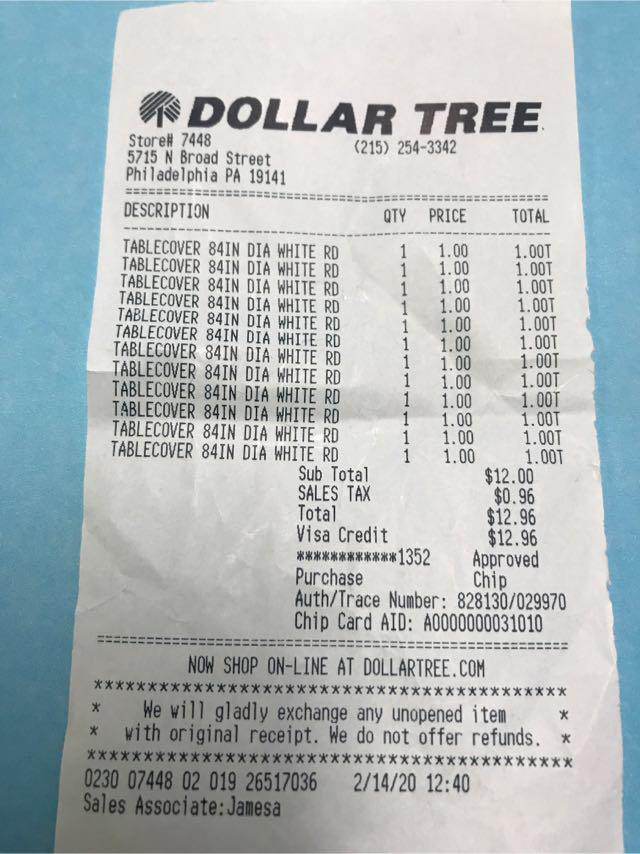 DOLLAR TREE
Store# 7448 (215) 254-3342
5715 N Broad Street
Philadelphia PA 19141
==================================================
DESCRIPTION QTY PRICE TOTAL
--------------------------------------------------
TABLECOVER 84IN DIA WHITE RD 1 1.00 1.00T
TABLECOVER 84IN DIA WHITE RD 1 1.00 1.00T
TABLECOVER 84IN DIA WHITE RD 1 1.00 1.00T
TABLECOVER 84IN DIA WHITE RD 1 1.00 1.00T
TABLECOVER 84IN DIA WHITE RD 1 1.00 1.00T
TABLECOVER 84IN DIA WHITE RD 1 1.00 1.00T
TABLECOVER 84IN DIA WHITE RD 1 1.00 1.00T
TABLECOVER 84IN DIA WHITE RD 1 1.00 1.00T
TABLECOVER 84IN DIA WHITE RD 1 1.00 1.00T
TABLECOVER 84IN DIA WHITE RD 1 1.00 1.00T
TABLECOVER 84IN DIA WHITE RD 1 1.00 1.00T
TABLECOVER 84IN DIA WHITE RD 1 1.00 1.00T
Sub Total $12.00
SALES TAX $0.96
Total $12.96
Visa Credit $12.96
************1352 Approved
Purchase Chip
Auth/Trace Number: 828130/029970
Chip Card AID: A0000000031010
==================================================
NOW SHOP ON-LINE AT DOLLARTREE.COM
**************************************************
* We will gladly exchange any unopened item *
* with original receipt. We do not offer refunds. *
**************************************************
0230 07448 02 019 26517036 2/14/20 12:40
Sales Associate:Jamesa